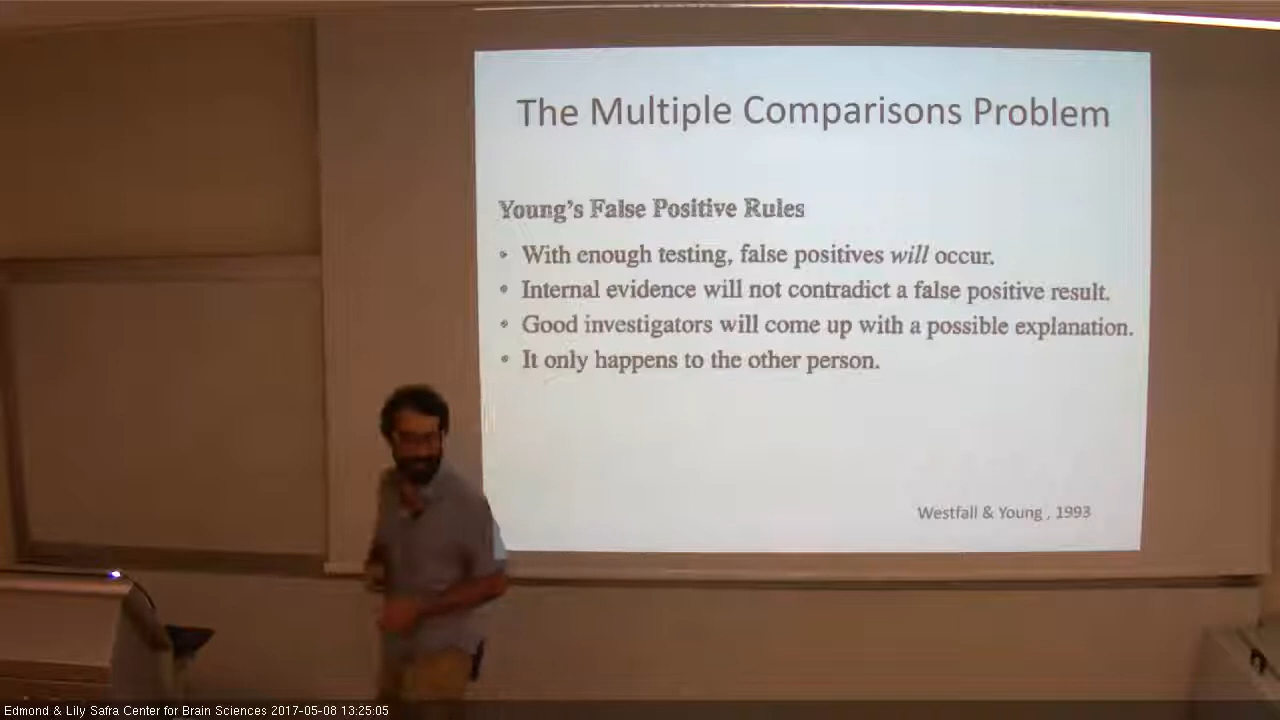 The Multiple Comparisons Problem
Young's False Positive Rules
• With enough testing, false positives will occur.
• Internal evidence will not contradict a false positive result.
• Good investigators will come up with a possible explanation.
• It only happens to the other person.
Westfall & Young , 1993
Edmond & Lily Safra Center for Brain Sciences 2017-05-08 13:25:05